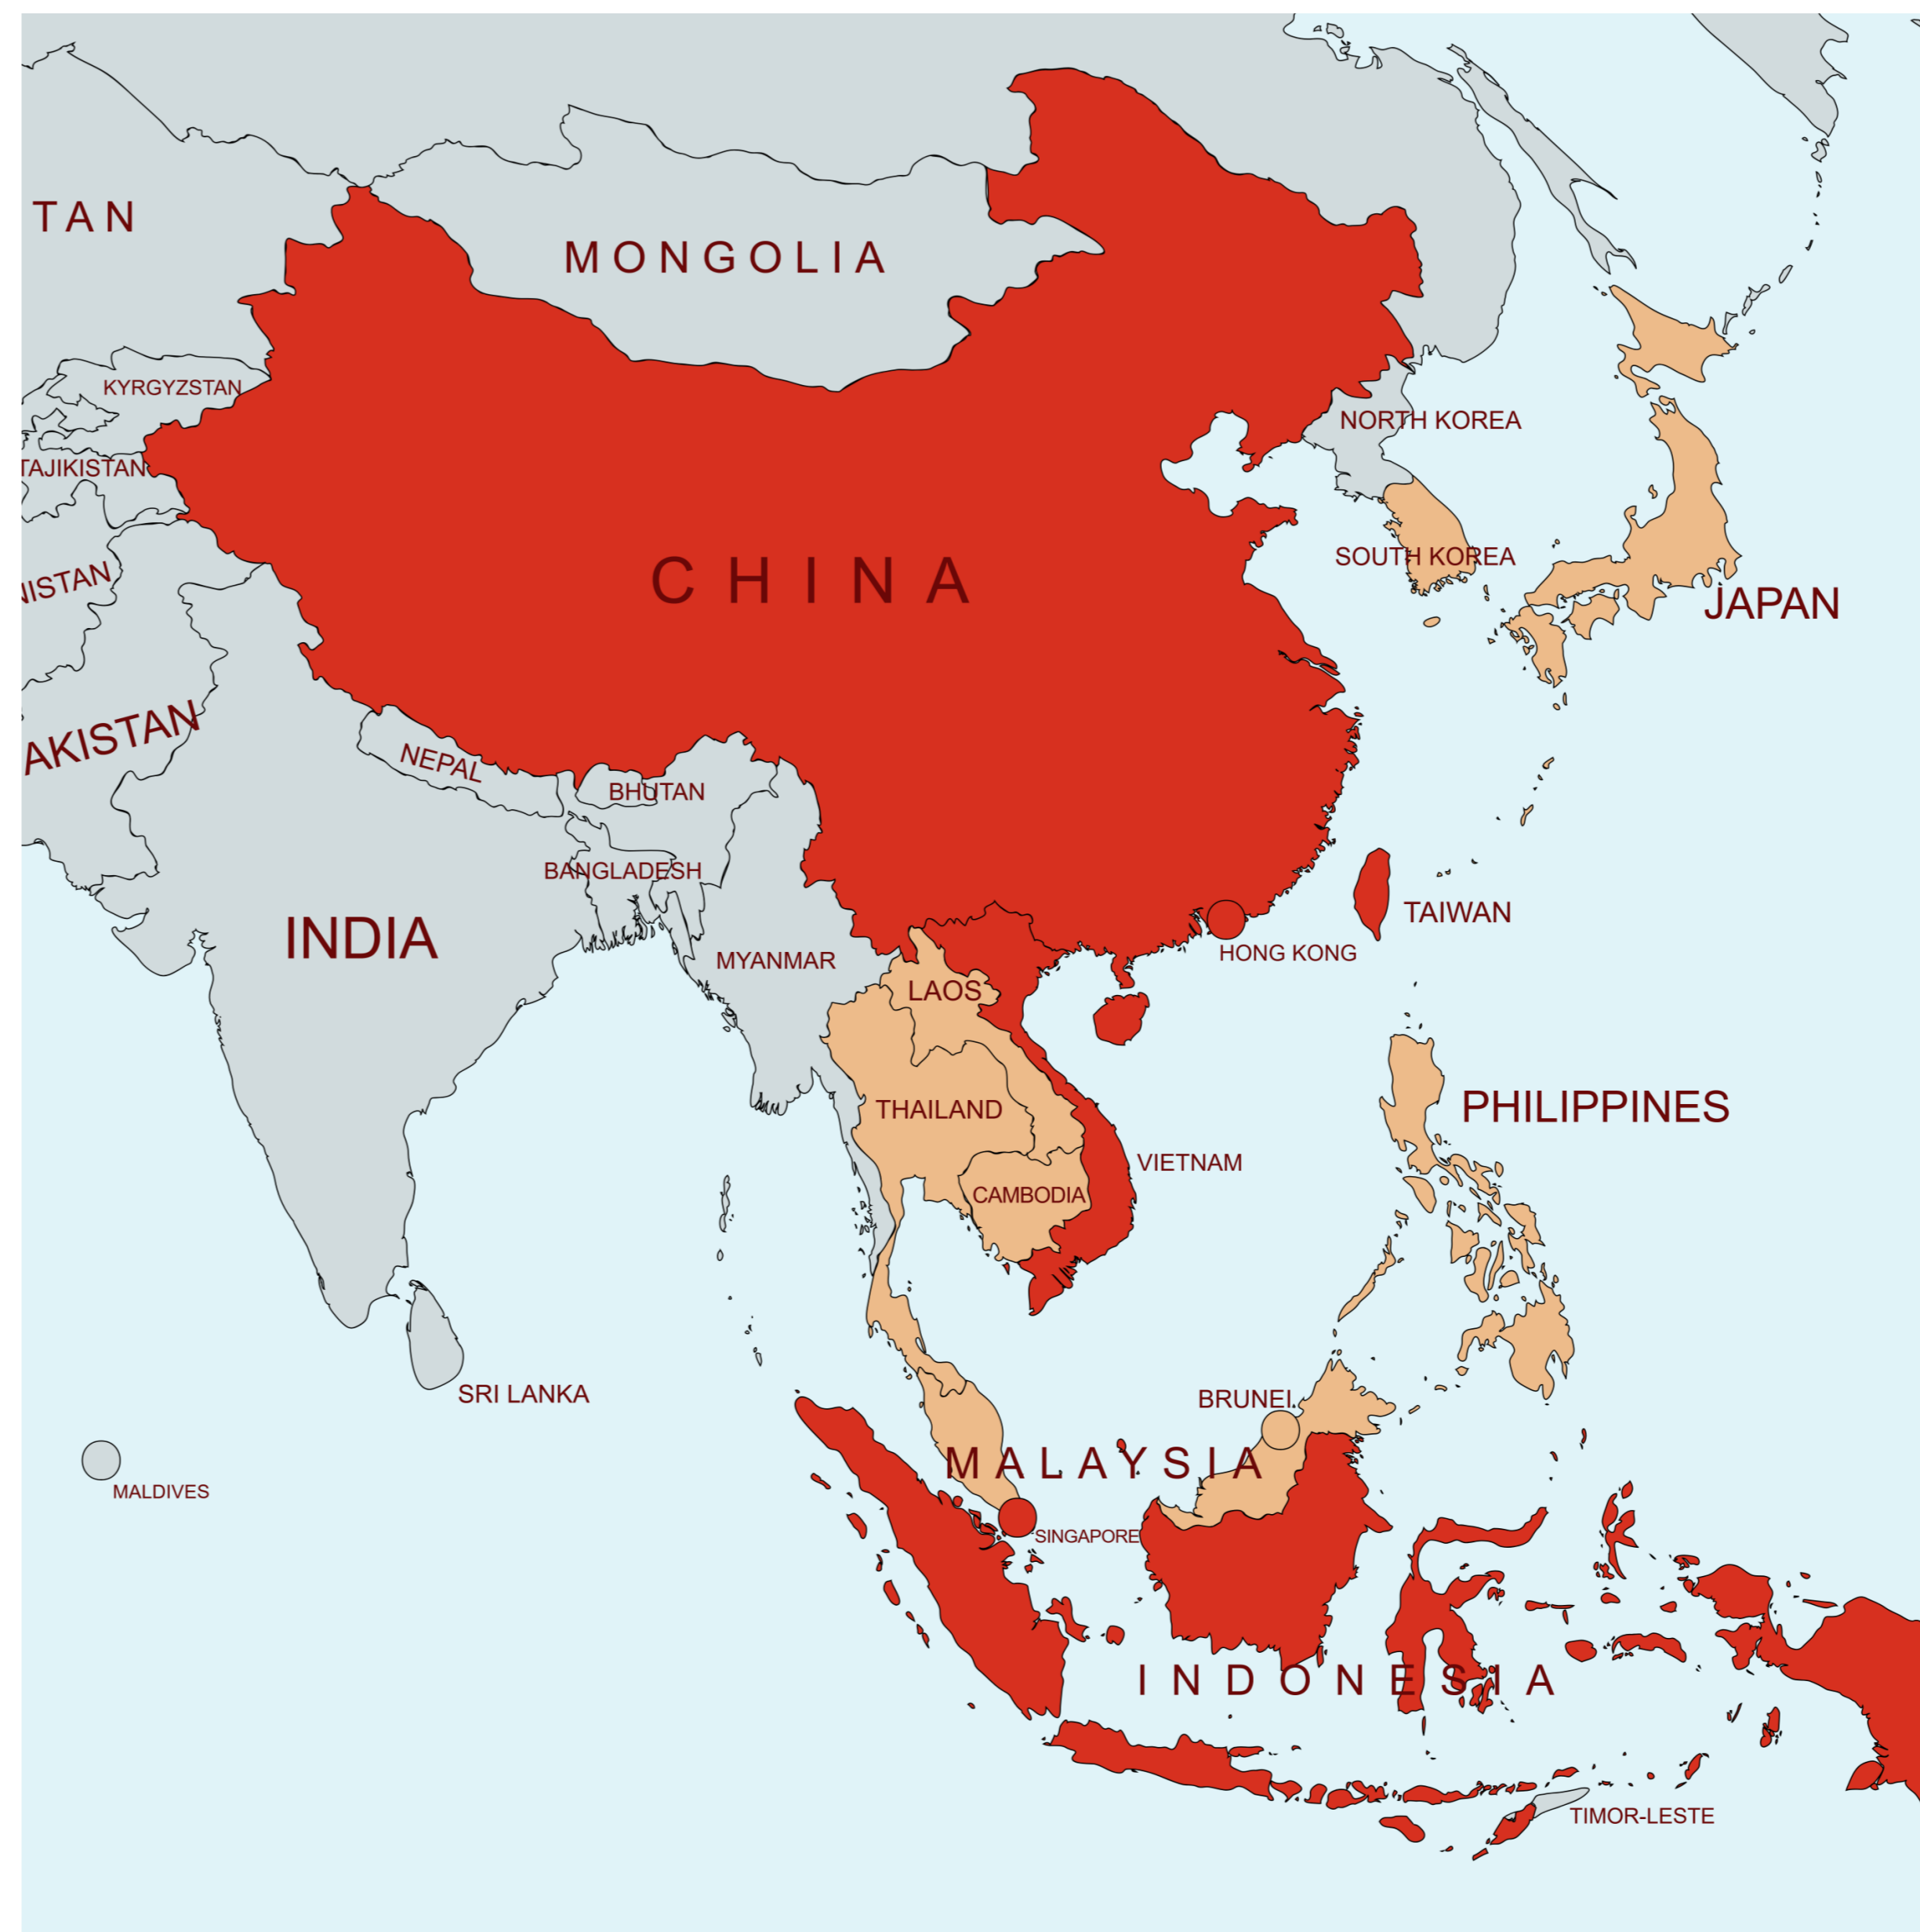 TAN
MONGOLIA
KYRGYZSTAN
NORTH KOREA
TAJIKISTAN
SOUTH KOREA
NISTAN
CHINA
JAPAN
AKISTAN
NEPAL
BHUTAN
BANGLADESH
TAIWAN
INDIA
HONG KONG
MYANMAR
LAOS
THAILAND
PHILIPPINES
VIETNAM
CAMBODIA
SRI LANKA
BRUNEI
MALAYSIA
MALDIVES
SINGAPORE
INDONESIA
TIMOR-LESTE